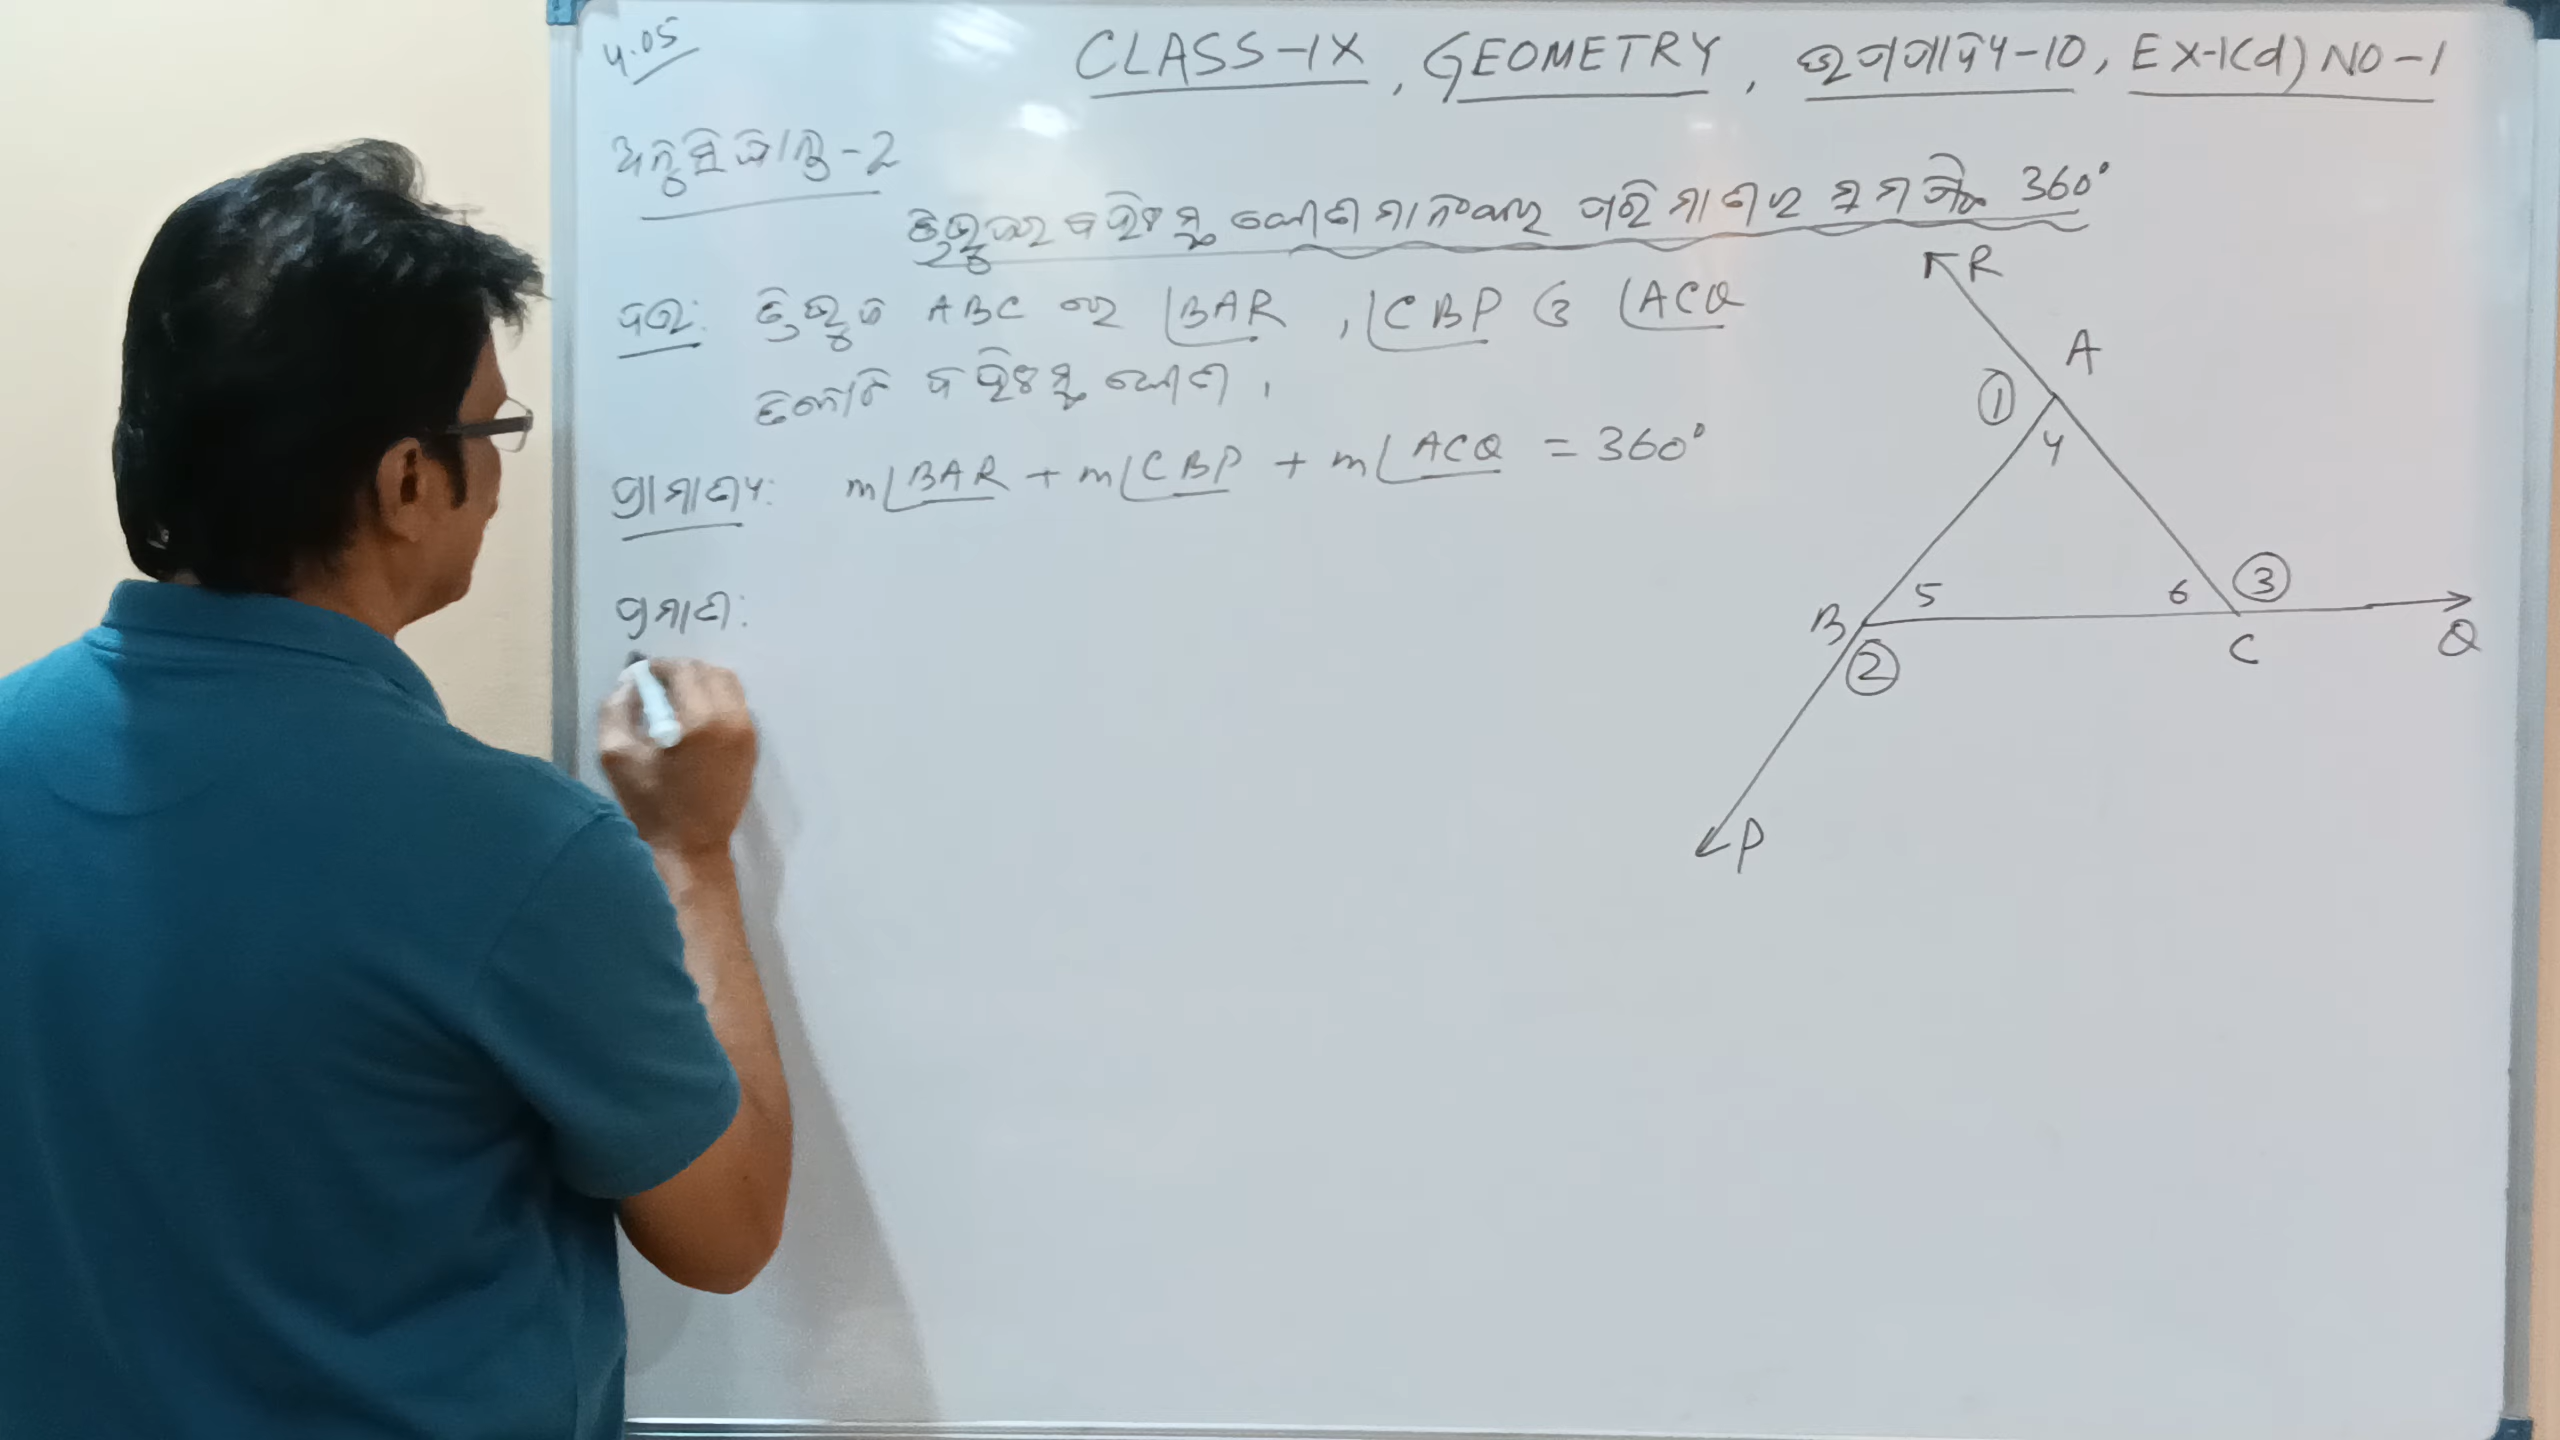 4.05
CLASS-IX, GEOMETRY, ଉପପାଦ୍ୟ-10, EX-1(d) NO-1
ଅନୁସିଦ୍ଧାନ୍ତ-2
ତ୍ରିଭୁଜର ବହିଃସ୍ଥ କୋଣମାନଙ୍କର ପରିମାଣର ସମଷ୍ଟି 360°
ଦତ୍ତ: ତ୍ରିଭୁଜ ABC ରେ ∠BAR, ∠CBP ଓ ∠ACQ
ତିନୋଟି ବହିଃସ୍ଥ କୋଣ ।
ପ୍ରାମାଣ୍ୟ: m∠BAR + m∠CBP + m∠ACQ = 360°
ପ୍ରମାଣ:
R
A
1
4
B
5
6
3
C
Q
2
P